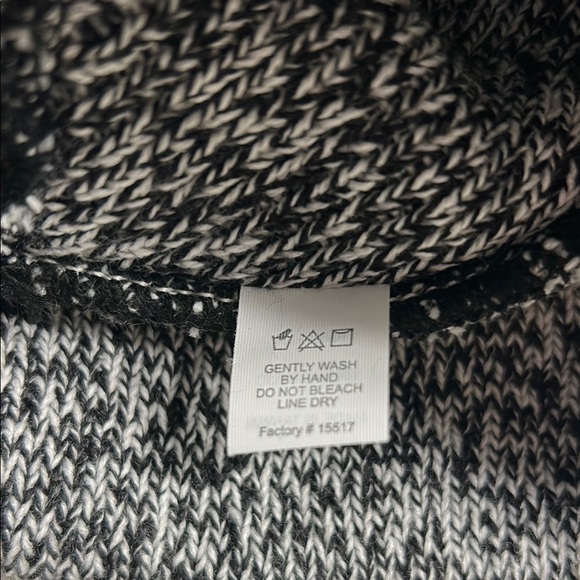 GENTLY WASH
BY HAND
DO NOT BLEACH
LINE DRY
Factory # 15517